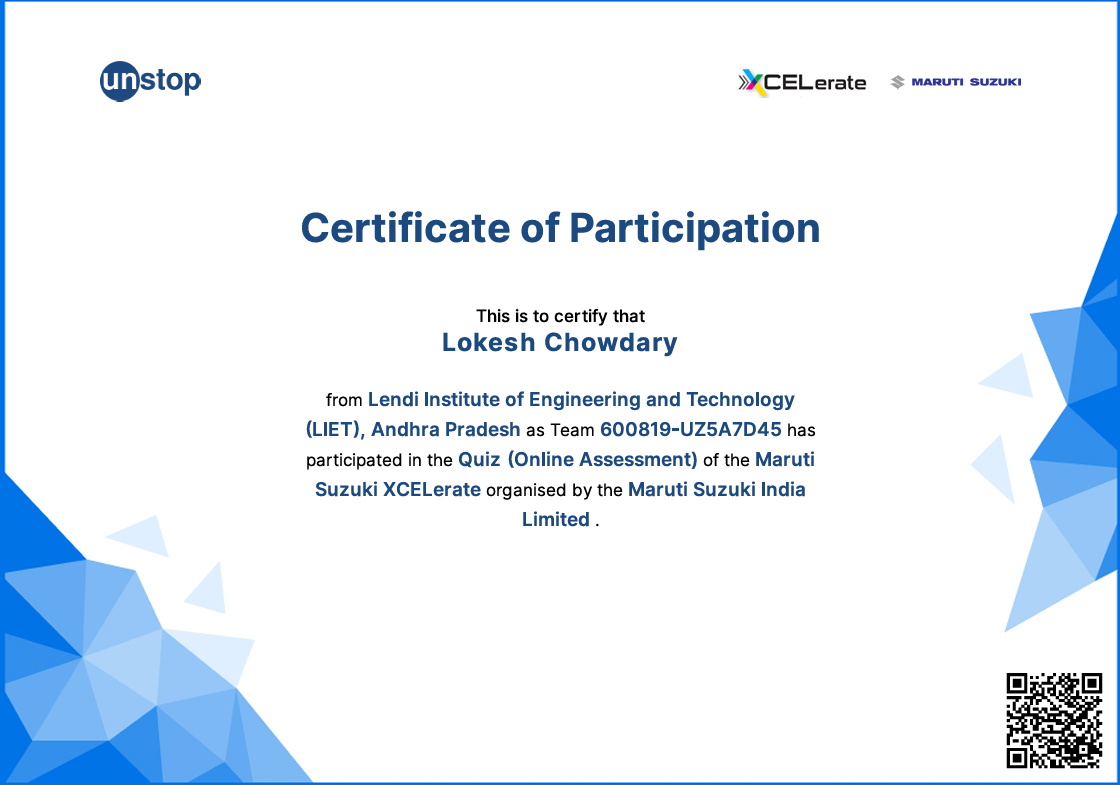 unstop
XCELerate MARUTI SUZUKI
Certificate of Participation
This is to certify that
Lokesh Chowdary
from Lendi Institute of Engineering and Technology
(LIET), Andhra Pradesh as Team 600819-UZ5A7D45 has
participated in the Quiz (Online Assessment) of the Maruti
Suzuki XCELerate organised by the Maruti Suzuki India
Limited .